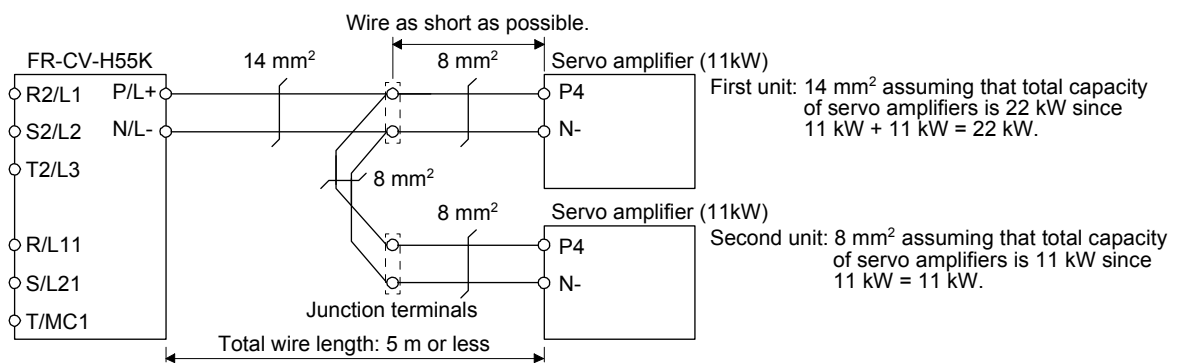 Wire as short as possible.
FR-CV-H55K
14 mm²
8 mm²
Servo amplifier (11kW)
R2/L1
P/L+
P4
First unit: 14 mm² assuming that total capacity
of servo amplifiers is 22 kW since
11 kW + 11 kW = 22 kW.
S2/L2
N/L-
N-
T2/L3
8 mm²
8 mm²
Servo amplifier (11kW)
R/L11
P4
Second unit: 8 mm² assuming that total capacity
of servo amplifiers is 11 kW since
11 kW = 11 kW.
S/L21
N-
Junction terminals
T/MC1
Total wire length: 5 m or less